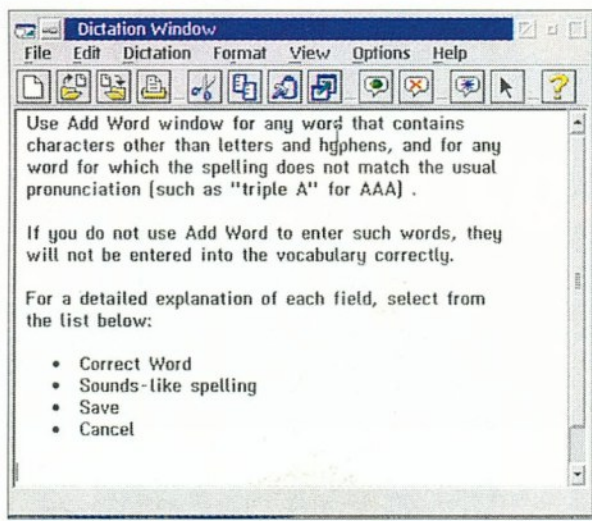 Dictation Window
File Edit Dictation Format View Options Help
Use Add Word window for any word that contains
characters other than letters and hyphens, and for any
word for which the spelling does not match the usual
pronunciation (such as "triple A" for AAA) .
If you do not use Add Word to enter such words, they
will not be entered into the vocabulary correctly.
For a detailed explanation of each field, select from
the list below:
• Correct Word
• Sounds-like spelling
• Save
• Cancel